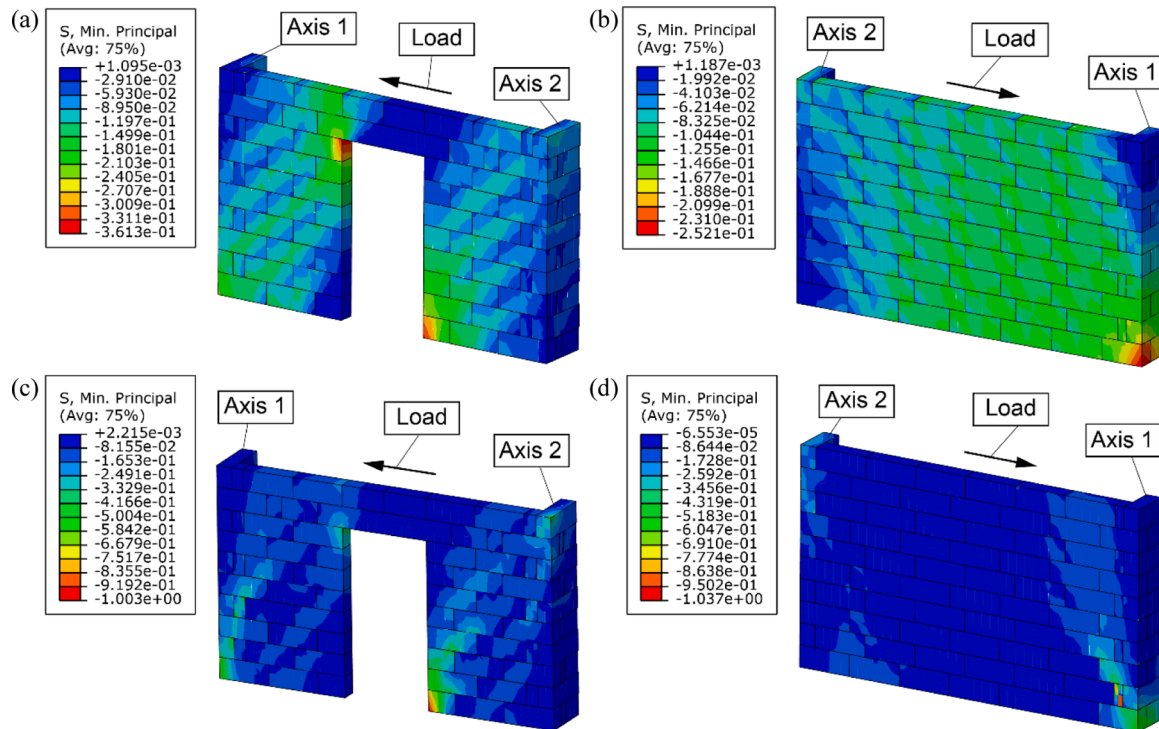 (a)
S, Min. Principal
(Avg: 75%)
+1.095e-03
-2.910e-02
-5.930e-02
-8.950e-02
-1.197e-01
-1.499e-01
-1.801e-01
-2.103e-01
-2.405e-01
-2.707e-01
-3.009e-01
-3.311e-01
-3.613e-01
Axis 1
Load
Axis 2
(b)
S, Min. Principal
(Avg: 75%)
+1.187e-03
-1.992e-02
-4.103e-02
-6.214e-02
-8.325e-02
-1.044e-01
-1.255e-01
-1.466e-01
-1.677e-01
-1.888e-01
-2.099e-01
-2.310e-01
-2.521e-01
Axis 2
Load
Axis 1
(c)
S, Min. Principal
(Avg: 75%)
+2.215e-03
-8.155e-02
-1.653e-01
-2.491e-01
-3.329e-01
-4.166e-01
-5.004e-01
-5.842e-01
-6.679e-01
-7.517e-01
-8.355e-01
-9.192e-01
-1.003e+00
Axis 1
Load
Axis 2
(d)
S, Min. Principal
(Avg: 75%)
-6.553e-05
-8.644e-02
-1.728e-01
-2.592e-01
-3.456e-01
-4.319e-01
-5.183e-01
-6.047e-01
-6.910e-01
-7.774e-01
-8.638e-01
-9.502e-01
-1.037e+00
Axis 2
Load
Axis 1